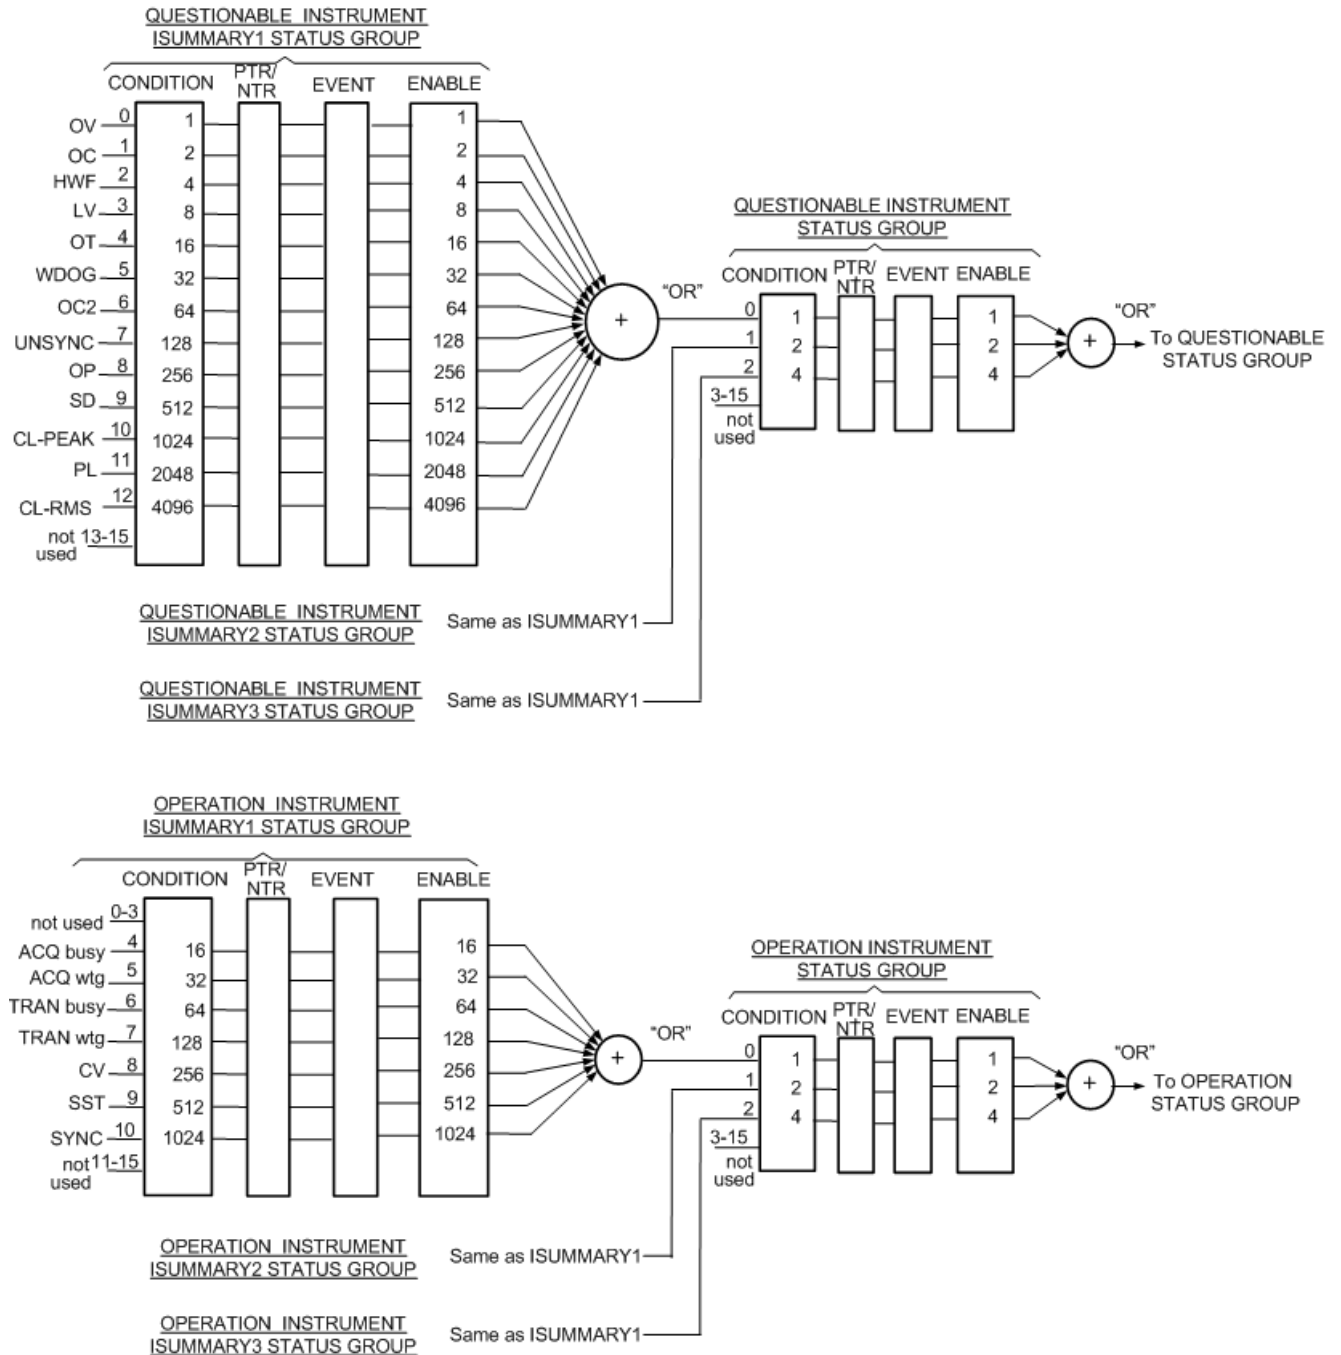 QUESTIONABLE INSTRUMENT
ISUMMARY1 STATUS GROUP
CONDITION PTR/ NTR EVENT ENABLE
OV 0 1 1
OC 1 2 2
HWF 2 4 4
LV 3 8 8
OT 4 16 16
WDOG 5 32 32
OC2 6 64 64
UNSYNC 7 128 128
OP 8 256 256
SD 9 512 512
CL-PEAK 10 1024 1024
PL 11 2048 2048
CL-RMS 12 4096 4096
not used 13-15
+
"OR"
QUESTIONABLE INSTRUMENT
STATUS GROUP
CONDITION PTR/ NTR EVENT ENABLE
0 1 1
1 2 2
2 4 4
3-15
not
used
+
"OR"
To QUESTIONABLE
STATUS GROUP
QUESTIONABLE INSTRUMENT
ISUMMARY2 STATUS GROUP
Same as ISUMMARY1
QUESTIONABLE INSTRUMENT
ISUMMARY3 STATUS GROUP
Same as ISUMMARY1
OPERATION INSTRUMENT
ISUMMARY1 STATUS GROUP
CONDITION PTR/ NTR EVENT ENABLE
not used 0-3
ACQ busy 4 16 16
ACQ wtg 5 32 32
TRAN busy 6 64 64
TRAN wtg 7 128 128
CV 8 256 256
SST 9 512 512
SYNC 10 1024 1024
not used 11-15
+
"OR"
OPERATION INSTRUMENT
STATUS GROUP
CONDITION PTR/ NTR EVENT ENABLE
0 1 1
1 2 2
2 4 4
3-15
not
used
+
"OR"
To OPERATION
STATUS GROUP
OPERATION INSTRUMENT
ISUMMARY2 STATUS GROUP
Same as ISUMMARY1
OPERATION INSTRUMENT
ISUMMARY3 STATUS GROUP
Same as ISUMMARY1